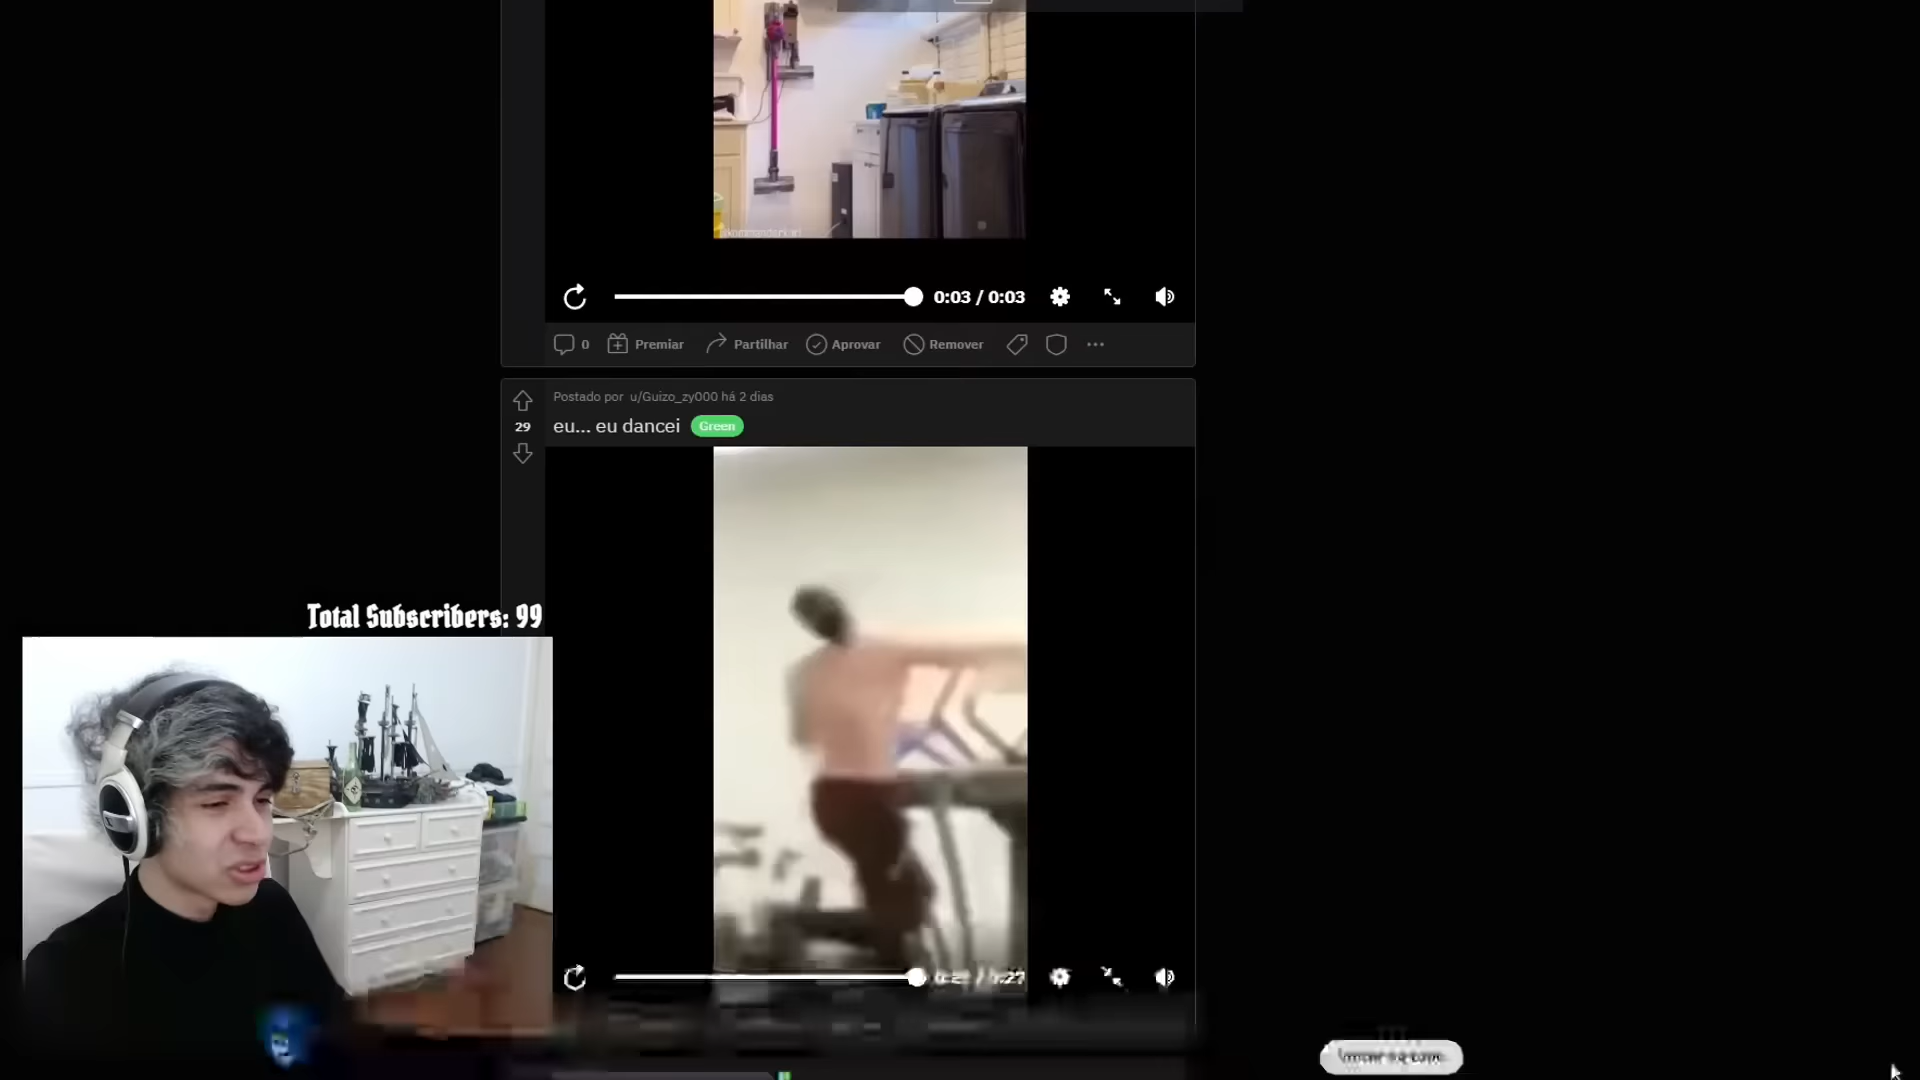 0:03 / 0:03
0
Premiar
Partilhar
Aprovar
Remover
Postado por u/Guizo_zy000 há 2 dias
29
eu... eu dancei
Green
Total Subscribers: 99